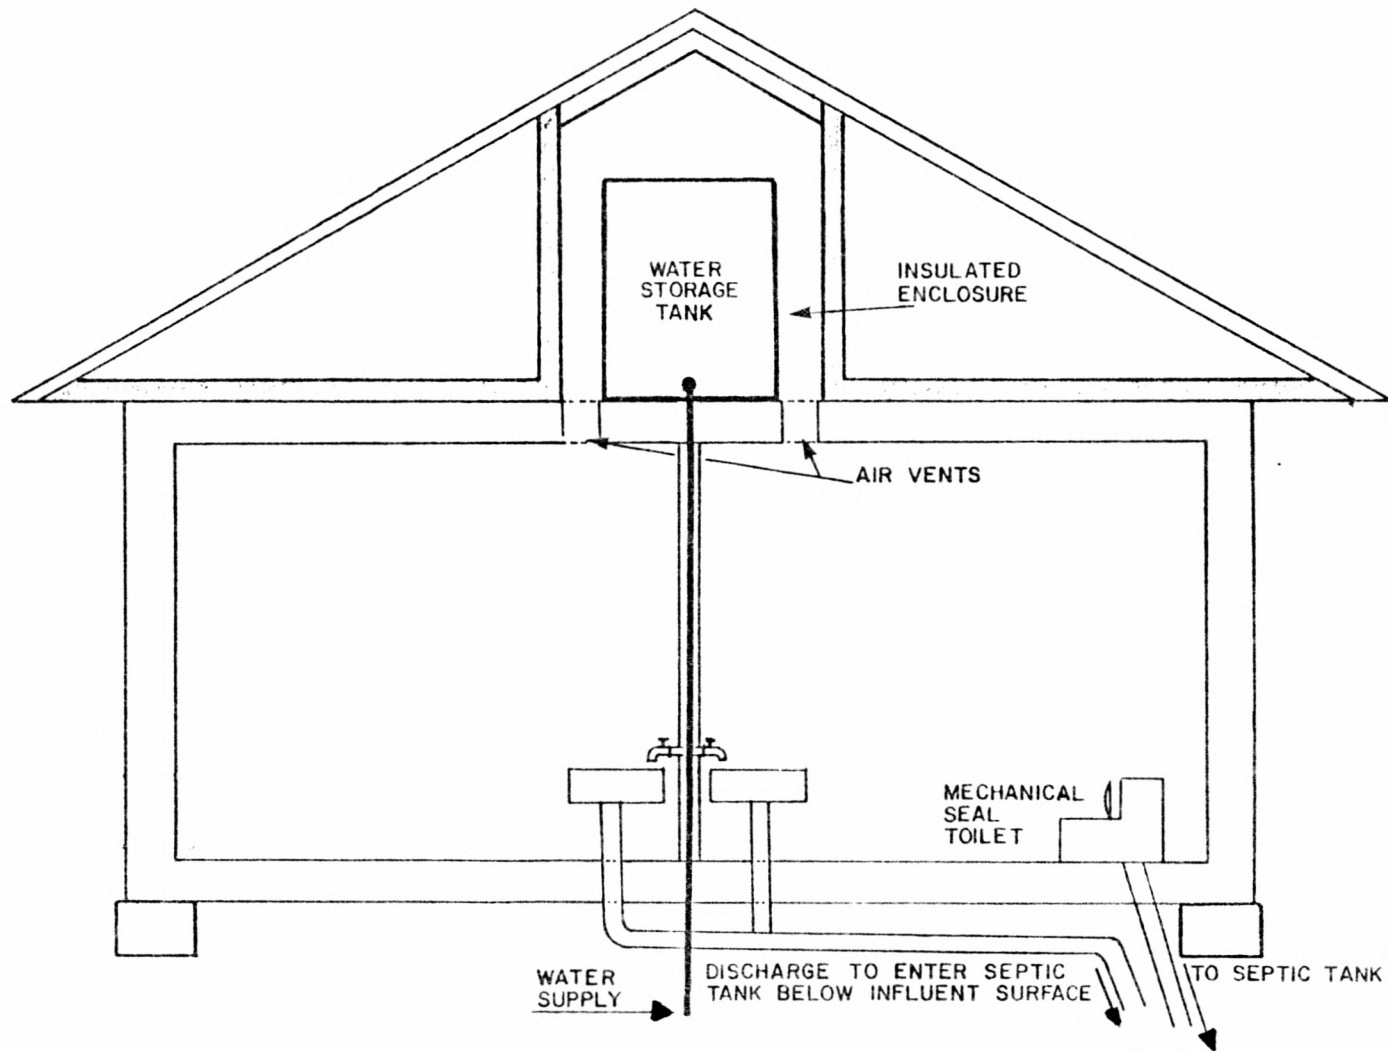 WATER
STORAGE
TANK
INSULATED
ENCLOSURE
AIR VENTS
MECHANICAL
SEAL
TOILET
WATER
SUPPLY
DISCHARGE TO ENTER SEPTIC
TANK BELOW INFLUENT SURFACE
TO SEPTIC TANK